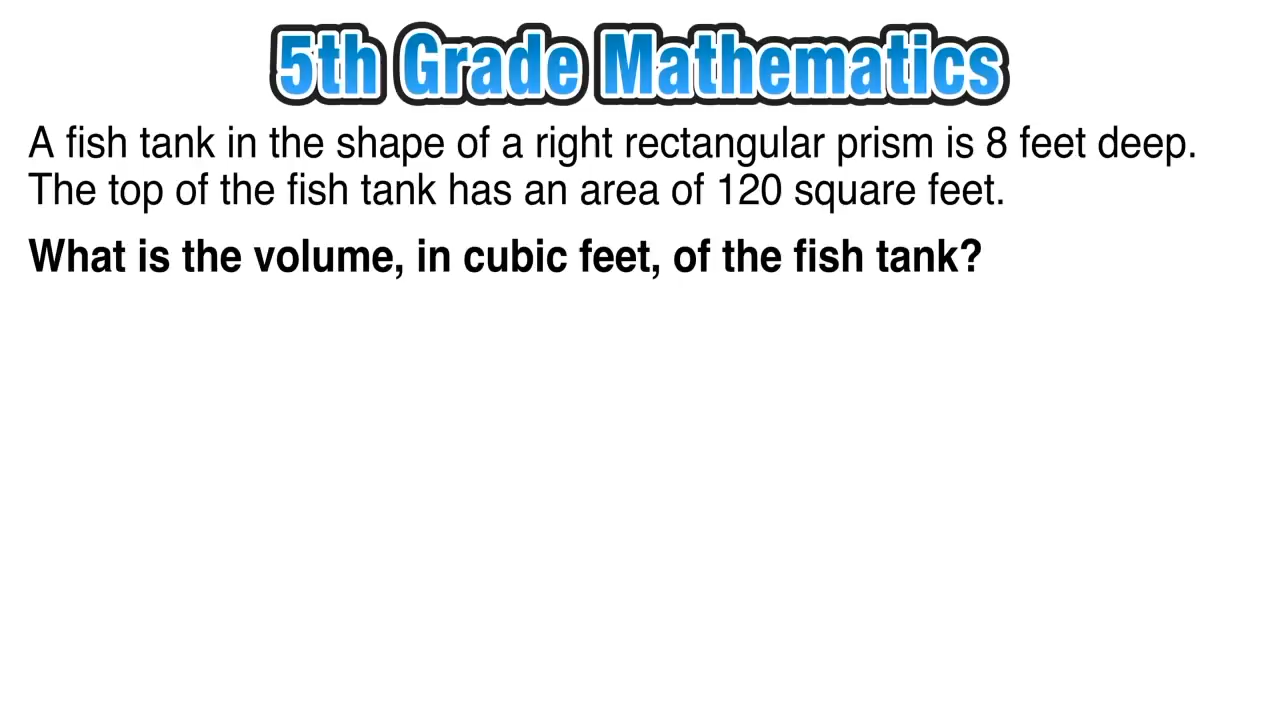 5th Grade Mathematics
A fish tank in the shape of a right rectangular prism is 8 feet deep.
The top of the fish tank has an area of 120 square feet.
What is the volume, in cubic feet, of the fish tank?